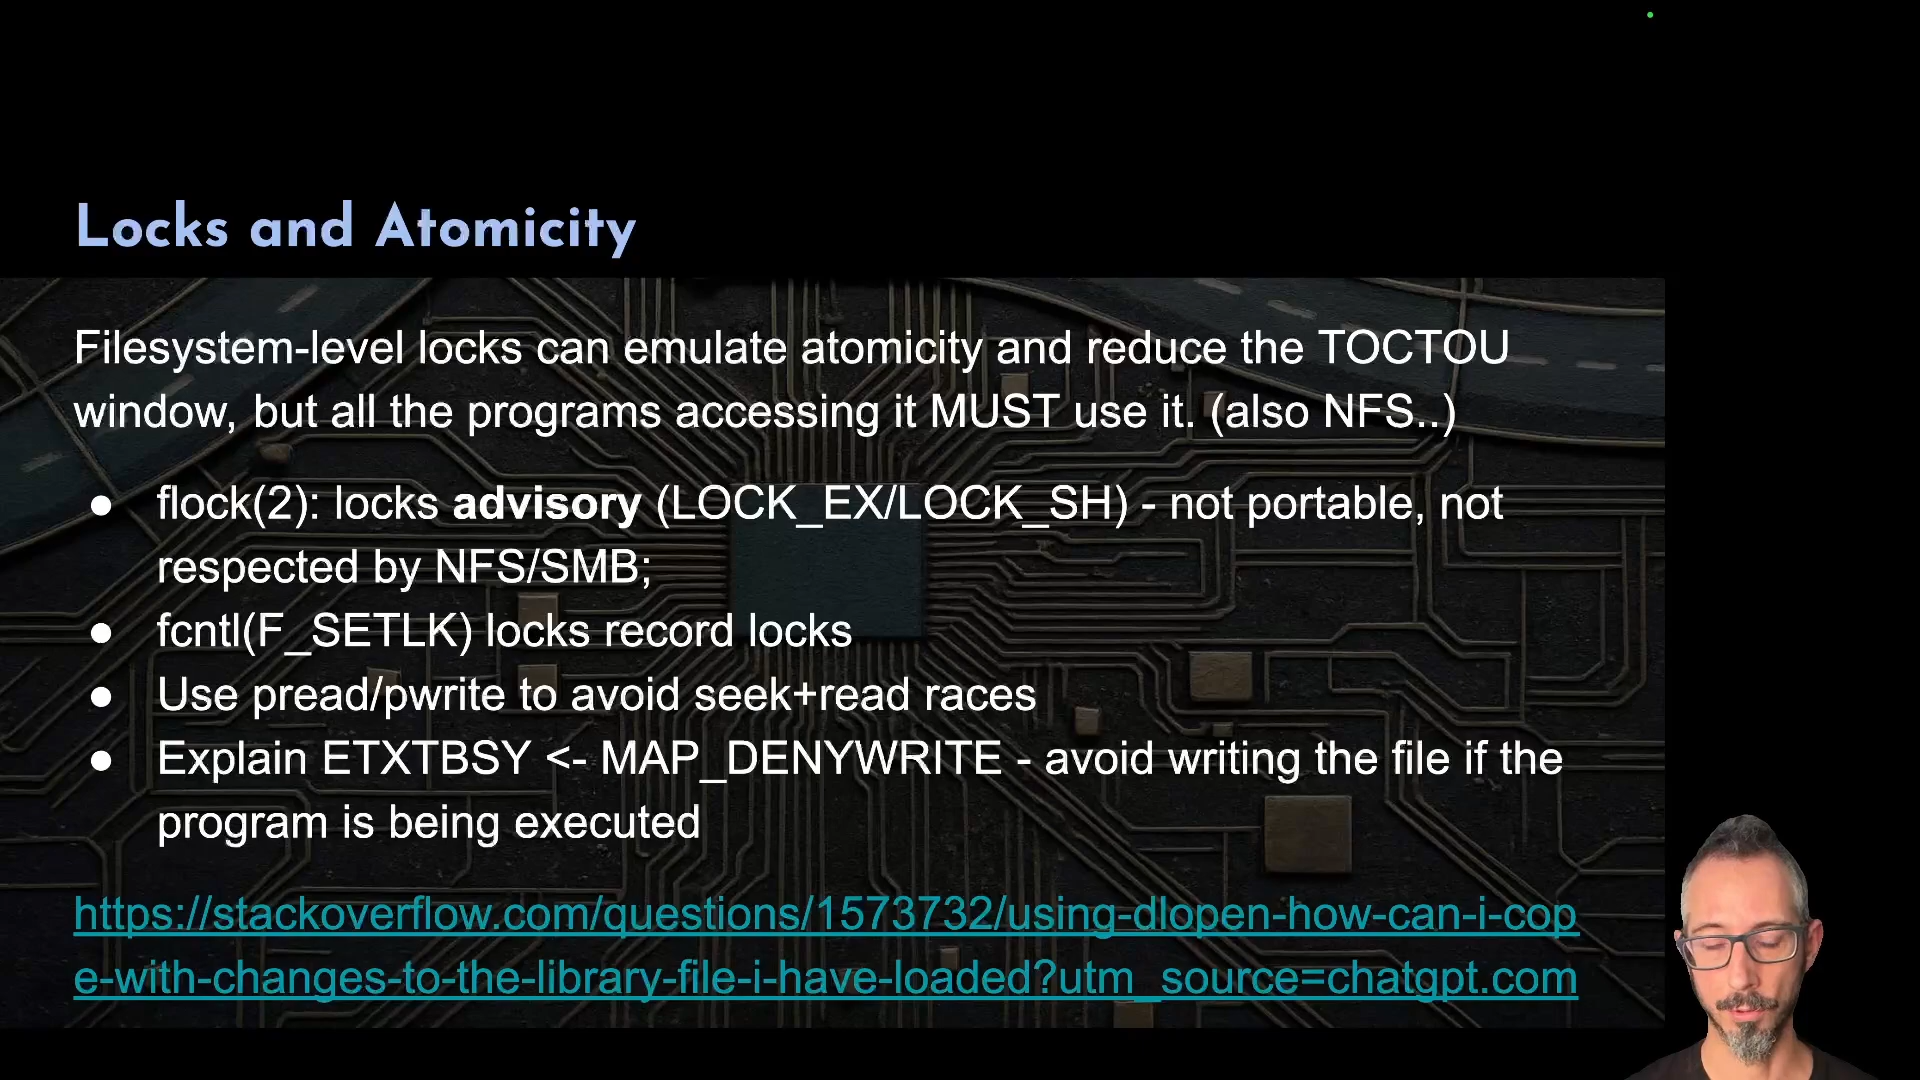 Locks and Atomicity
Filesystem-level locks can emulate atomicity and reduce the TOCTOU
window, but all the programs accessing it MUST use it. (also NFS..)
● flock(2): locks advisory (LOCK_EX/LOCK_SH) - not portable, not
respected by NFS/SMB;
● fcntl(F_SETLK) locks record locks
● Use pread/pwrite to avoid seek+read races
● Explain ETXTBSY <- MAP_DENYWRITE - avoid writing the file if the
program is being executed
https://stackoverflow.com/questions/1573732/using-dlopen-how-can-i-cop
e-with-changes-to-the-library-file-i-have-loaded?utm_source=chatgpt.com